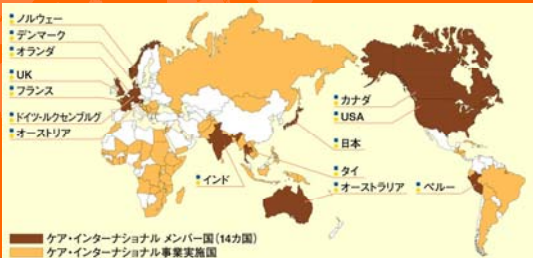 ノルウェー
デンマーク
オランダ
UK
フランス
ドイツ・ルクセンブルグ
オーストリア
カナダ
USA
日本
タイ
インド
オーストラリア
ペルー
ケア・インターナショナル メンバー国(14カ国)
ケア・インターナショナル事業実施国